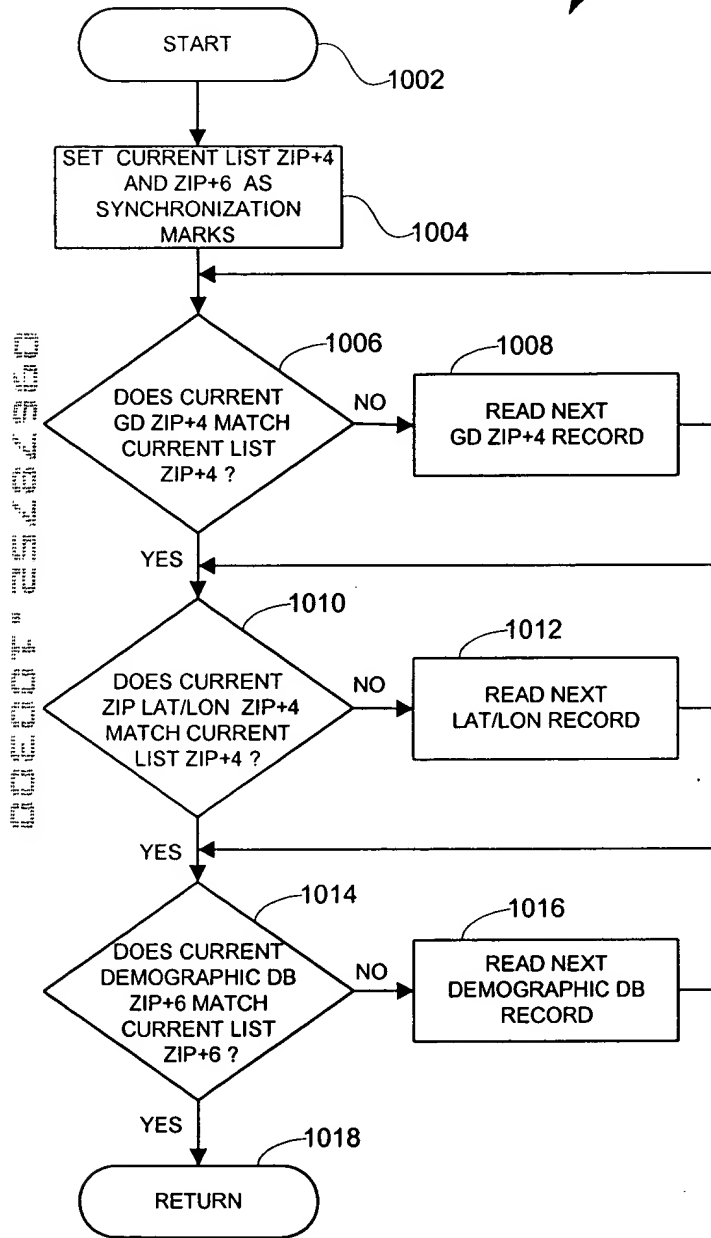 START
1002
SET CURRENT LIST ZIP+4
AND ZIP+6 AS
SYNCHRONIZATION
MARKS
1004
1006
DOES CURRENT
GD ZIP+4 MATCH
CURRENT LIST
ZIP+4 ?
NO
1008
READ NEXT
GD ZIP+4 RECORD
YES
1010
DOES CURRENT
ZIP LAT/LON ZIP+4
MATCH CURRENT
LIST ZIP+4 ?
NO
1012
READ NEXT
LAT/LON RECORD
YES
1014
DOES CURRENT
DEMOGRAPHIC DB
ZIP+6 MATCH
CURRENT LIST
ZIP+6 ?
NO
1016
READ NEXT
DEMOGRAPHIC DB
RECORD
YES
1018
RETURN
09578752.103300